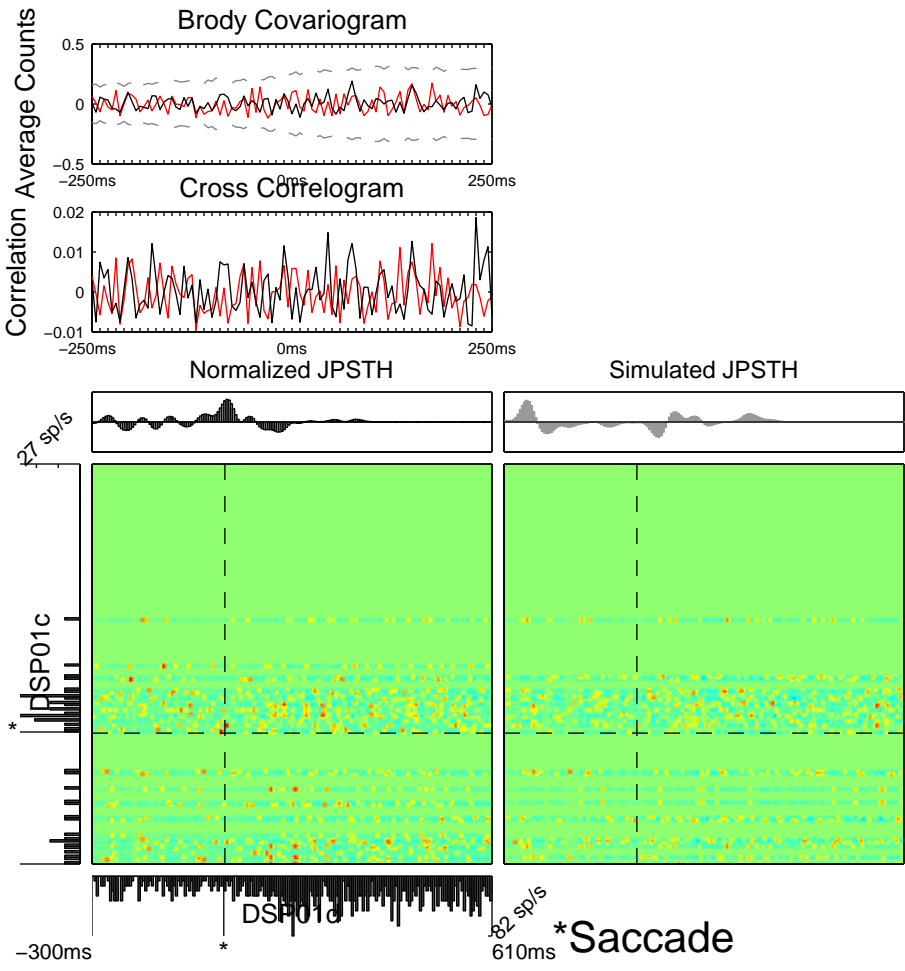 Brody Covariogram
Average Counts
0.5
0
−0.5
−250ms
0ms
250ms
Cross Correlogram
Correlation
0.02
0.01
0
−0.01
−250ms
0ms
250ms
Normalized JPSTH
Simulated JPSTH
27 sp/s
DSP01c
*
DSP01d
82 sp/s
−300ms
*
610ms
*Saccade